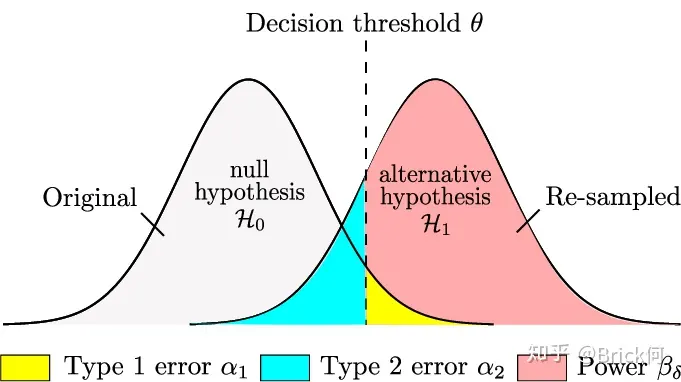 Decision threshold θ
null
hypothesis
ℋ₀
alternative
hypothesis
ℋ₁
Original
Re-sampled
知乎 @Brick何
Type 1 error α₁
Type 2 error α₂
Power βδ